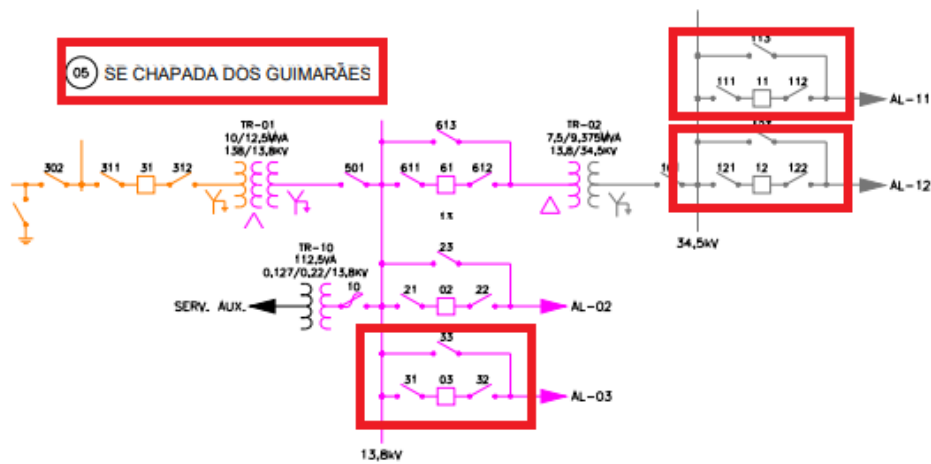 05 SE CHAPADA DOS GUIMARÃES
113
111 11 112
AL-11
TR-01
10/12,5MVA
138/13,8KV
613
TR-02
7,5/9,375MVA
13,8/34,5KV
302 311 31 312
501 611 61 612
121 12 122
AL-12
34,5kV
TR-10
112,5VA
0,127/0,22/13,8KV
23
SERV. AUX.
10 21 02 22
AL-02
33
31 03 32
AL-03
13,8kV